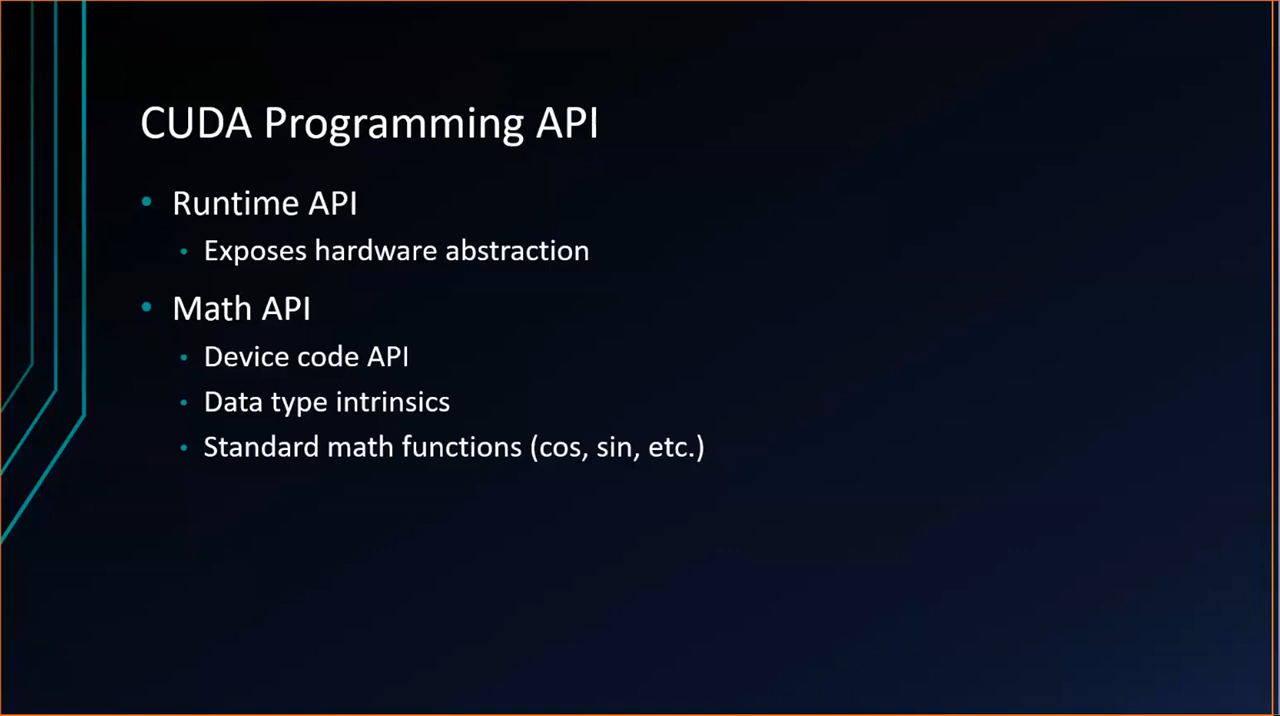 CUDA Programming API
• Runtime API
• Exposes hardware abstraction
• Math API
• Device code API
• Data type intrinsics
• Standard math functions (cos, sin, etc.)